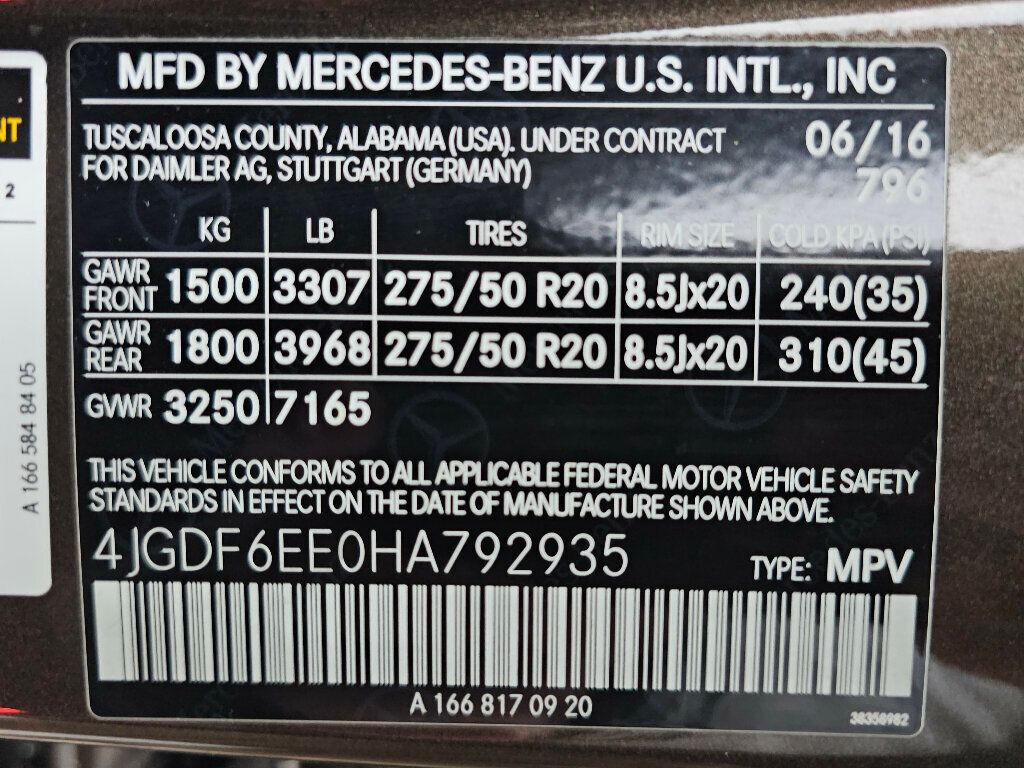 MFD BY MERCEDES-BENZ U.S. INTL., INC
TUSCALOOSA COUNTY, ALABAMA (USA). UNDER CONTRACT 06/16
FOR DAIMLER AG, STUTTGART (GERMANY) 796
KG LB TIRES RIM SIZE COLD KPA (PSI)
GAWR FRONT 1500 3307 275/50 R20 8.5Jx20 240(35)
GAWR REAR 1800 3968 275/50 R20 8.5Jx20 310(45)
GVWR 3250 7165
THIS VEHICLE CONFORMS TO ALL APPLICABLE FEDERAL MOTOR VEHICLE SAFETY
STANDARDS IN EFFECT ON THE DATE OF MANUFACTURE SHOWN ABOVE.
4JGDF6EE0HA792935 TYPE: MPV
A 166 817 09 20
38358982
NT
2
A 166 584 84 05